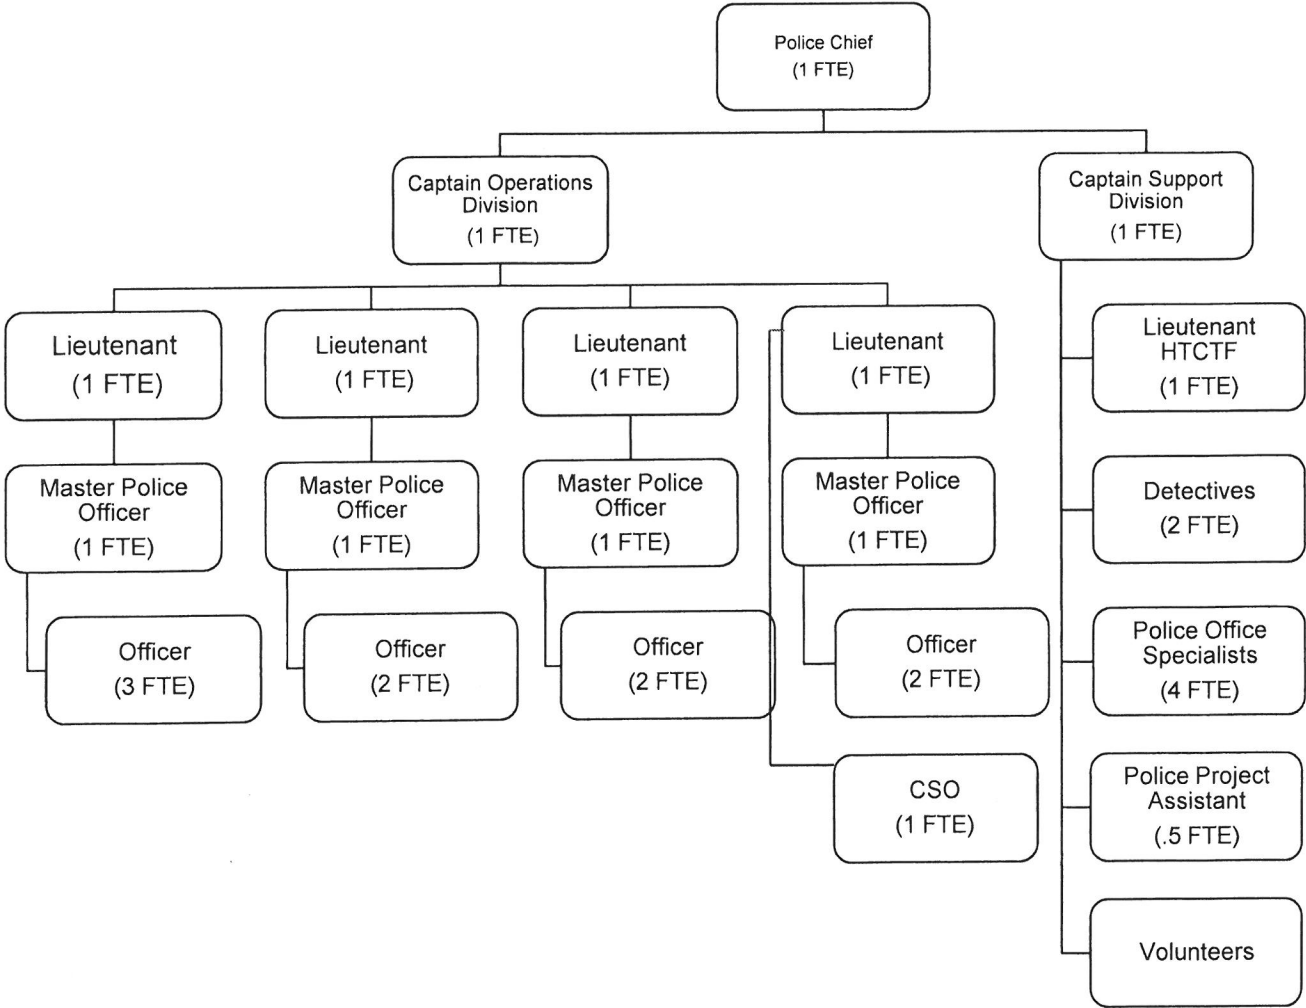 Police Chief
(1 FTE)
Captain Operations
Division
(1 FTE)
Captain Support
Division
(1 FTE)
Lieutenant
(1 FTE)
Lieutenant
(1 FTE)
Lieutenant
(1 FTE)
Lieutenant
(1 FTE)
Lieutenant
HTCTF
(1 FTE)
Master Police
Officer
(1 FTE)
Master Police
Officer
(1 FTE)
Master Police
Officer
(1 FTE)
Master Police
Officer
(1 FTE)
Detectives
(2 FTE)
Officer
(3 FTE)
Officer
(2 FTE)
Officer
(2 FTE)
Officer
(2 FTE)
Police Office
Specialists
(4 FTE)
CSO
(1 FTE)
Police Project
Assistant
(.5 FTE)
Volunteers